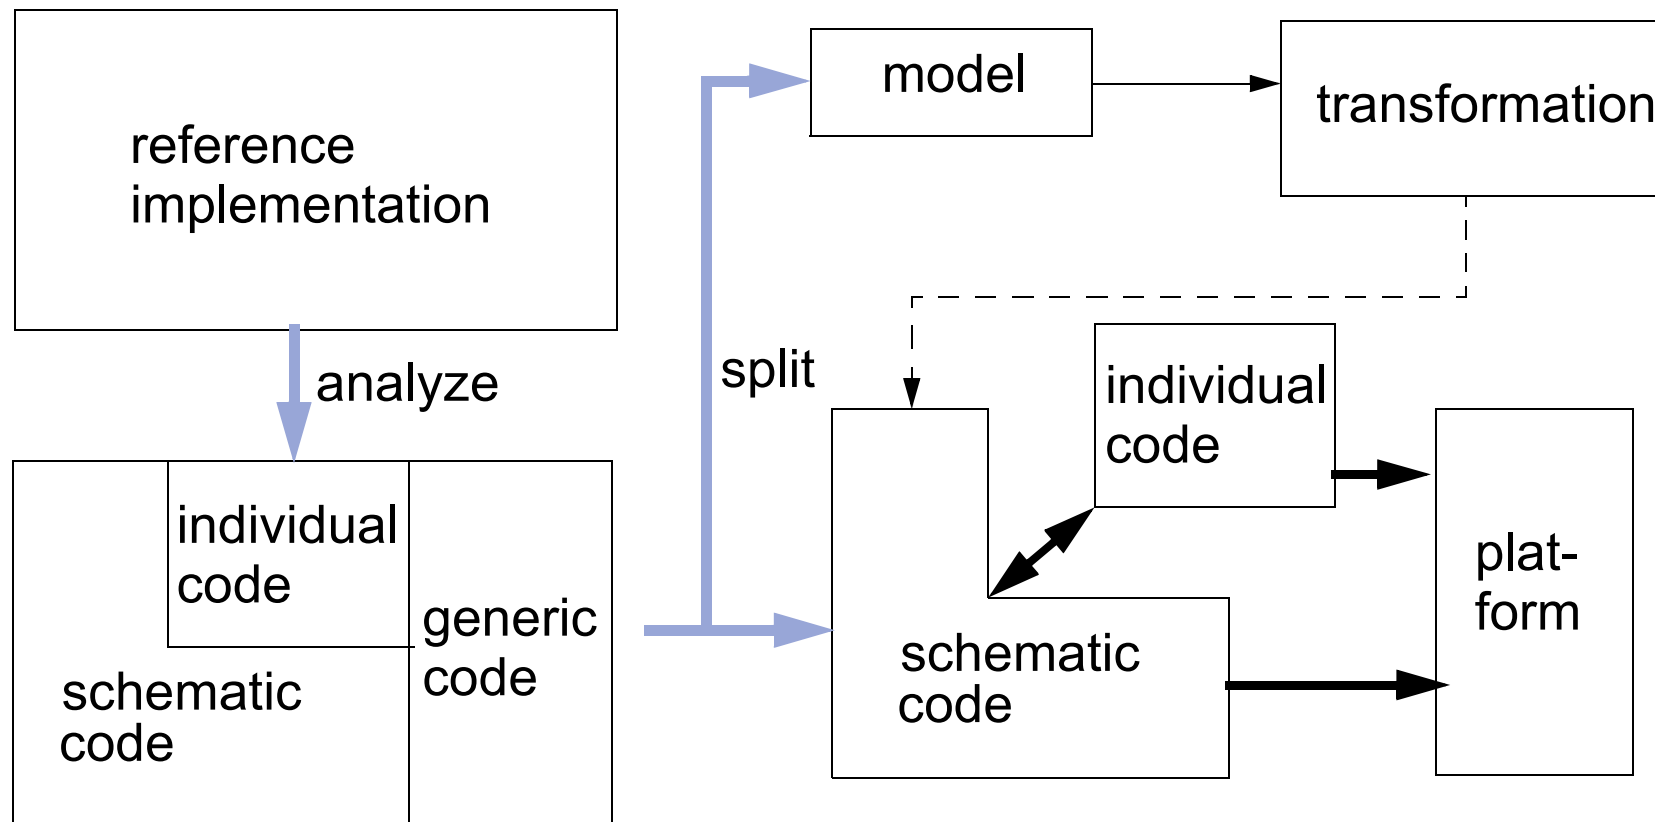 reference
implementation
analyze
individual
code
generic
code
schematic
code
split
model
transformation
individual
code
schematic
code
plat-
form